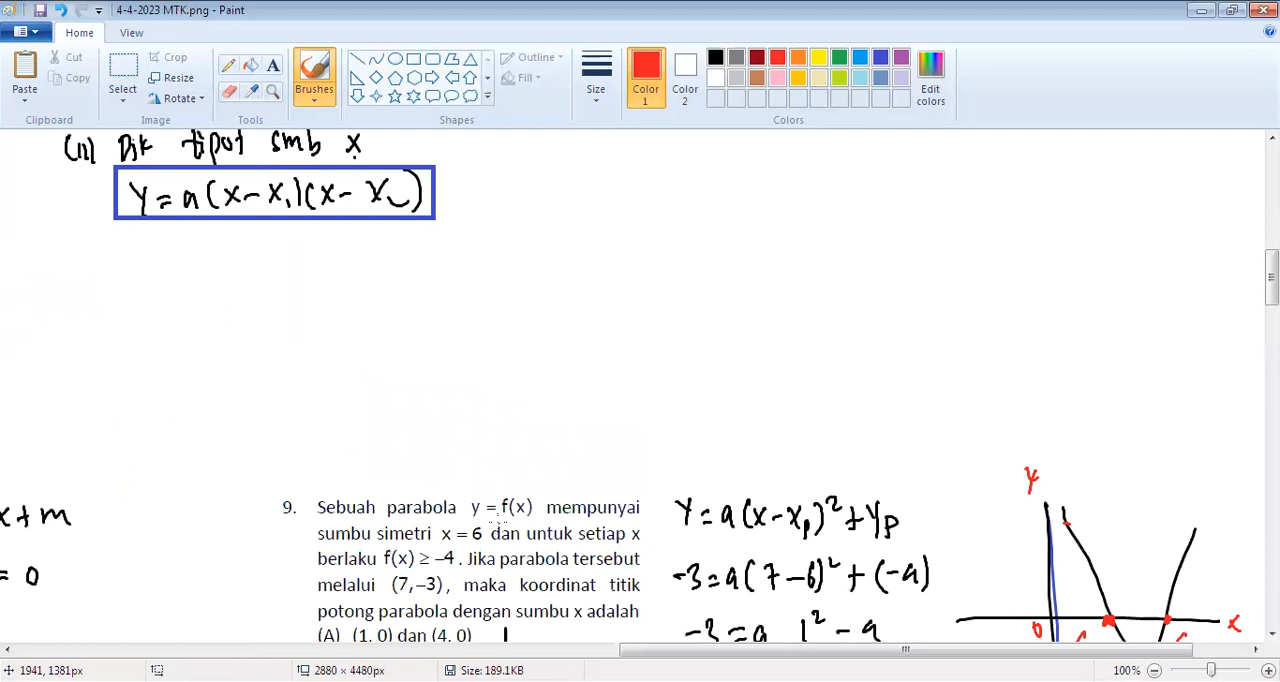 4-4-2023 MTK.png - Paint
Home
View
Paste
Cut
Copy
Clipboard
Select
Crop
Resize
Rotate
Image
A
Tools
Brushes
Outline
Fill
Shapes
Size
Color 1
Color 2
Edit colors
Colors
(ii) Dik titpot smb x
Y = a(x - x₁)(x - x₂)
x + m
= 0
9. Sebuah parabola y = f(x) mempunyai
sumbu simetri x = 6 dan untuk setiap x
berlaku f(x) ≥ -4 . Jika parabola tersebut
melalui (7,-3), maka koordinat titik
potong parabola dengan sumbu x adalah
(A) (1, 0) dan (4, 0)
Y = a(x - xp)² + Yp
-3 = a(7 - 6)² + (-4)
-3 = a 1² - 4
Y
0
x
1941, 1381px
2880 × 4480px
Size: 189.1KB
100%